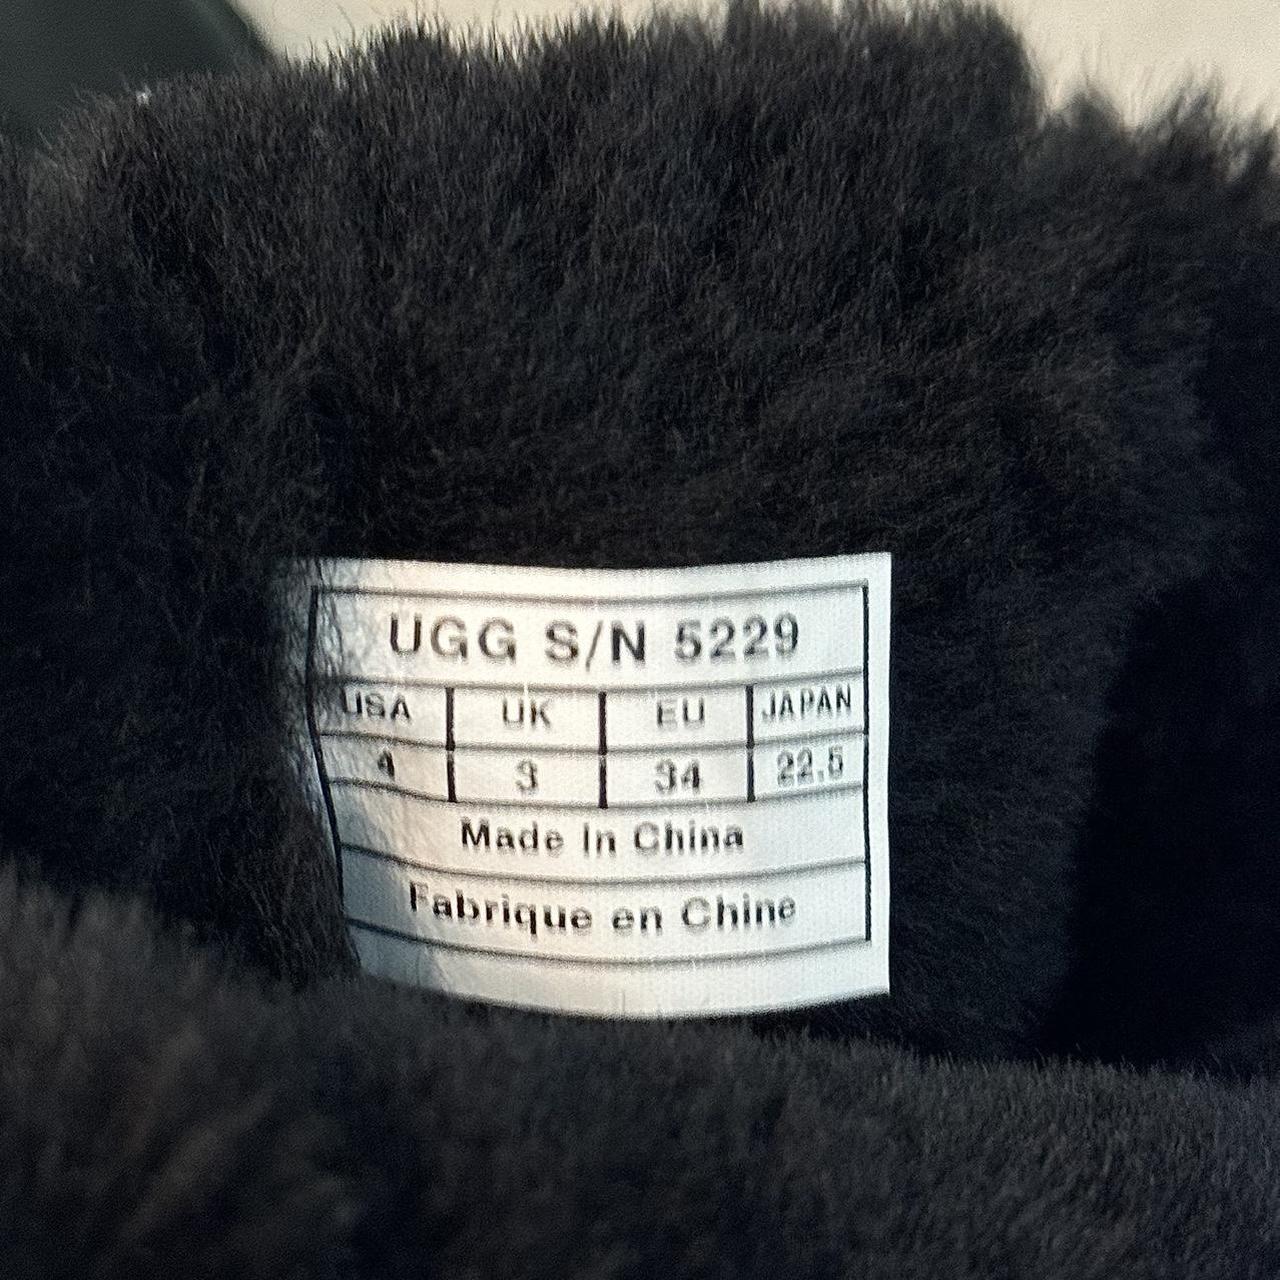 UGG S/N 5229
USA UK EU JAPAN
4 3 34 22.5
Made In China
Fabrique en Chine